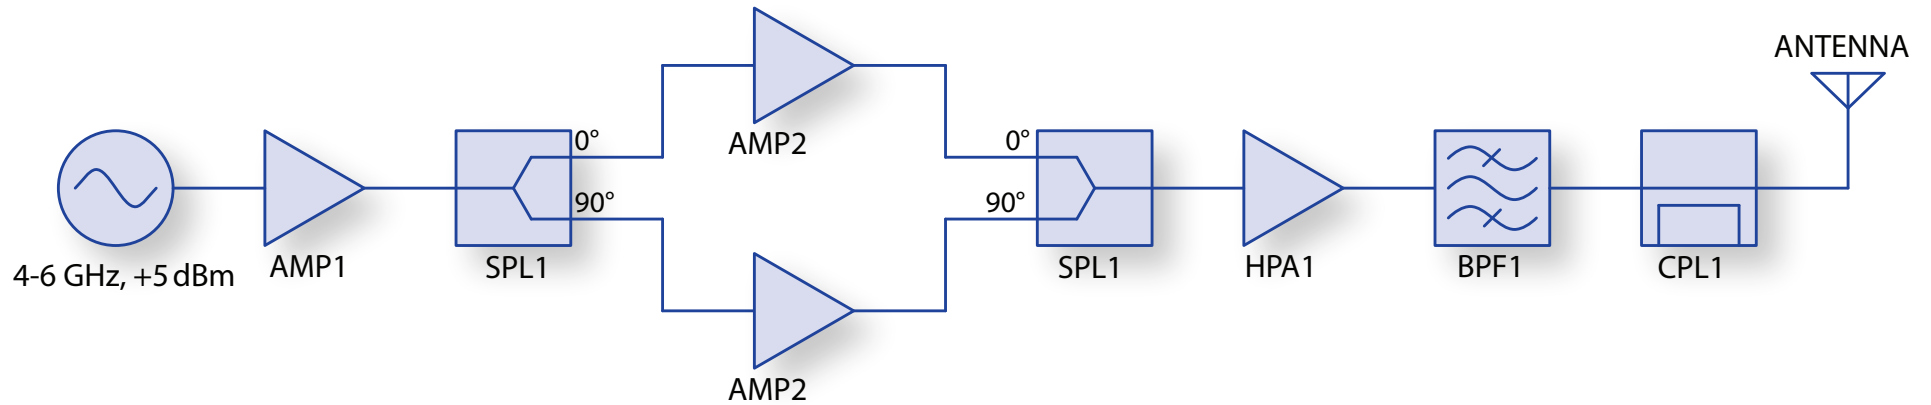 ANTENNA
0°
0°
AMP2
90°
90°
4-6 GHz, +5 dBm
AMP1
SPL1
SPL1
HPA1
BPF1
CPL1
AMP2